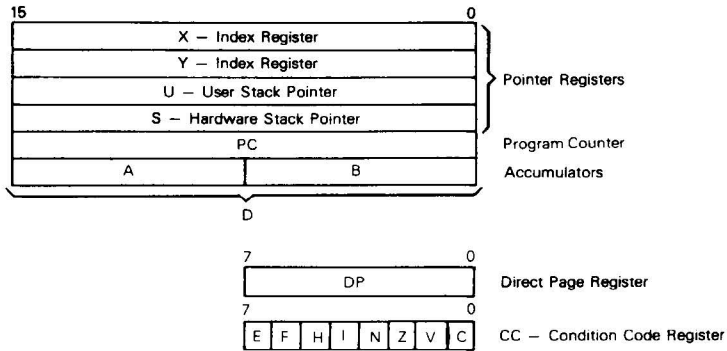 15 0
X – Index Register
Y – Index Register
U – User Stack Pointer
S – Hardware Stack Pointer
Pointer Registers
PC Program Counter
A B Accumulators
D
7 0
DP Direct Page Register
7 0
E F H I N Z V C CC – Condition Code Register